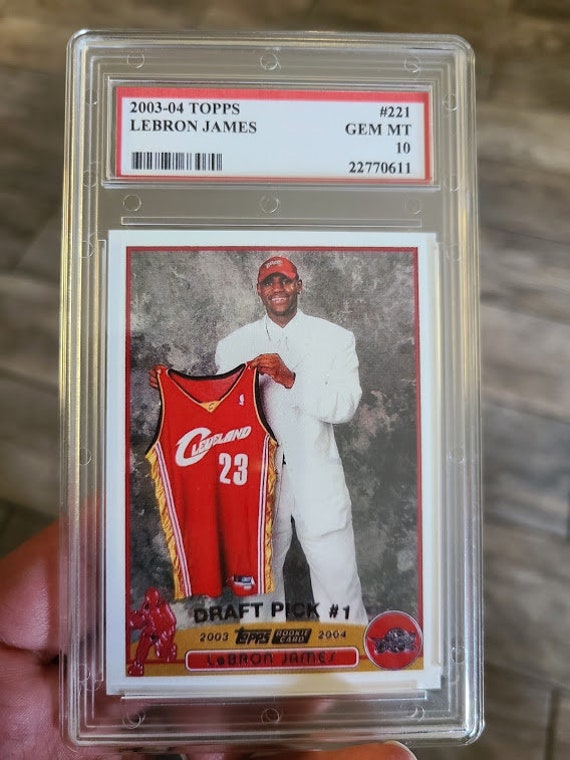 2003-04 TOPPS #221
LEBRON JAMES GEM MT
10
22770611
CLEVELAND
23
DRAFT PICK #1
2003 Topps ROOKIE CARD 2004
LeBRON JAMES